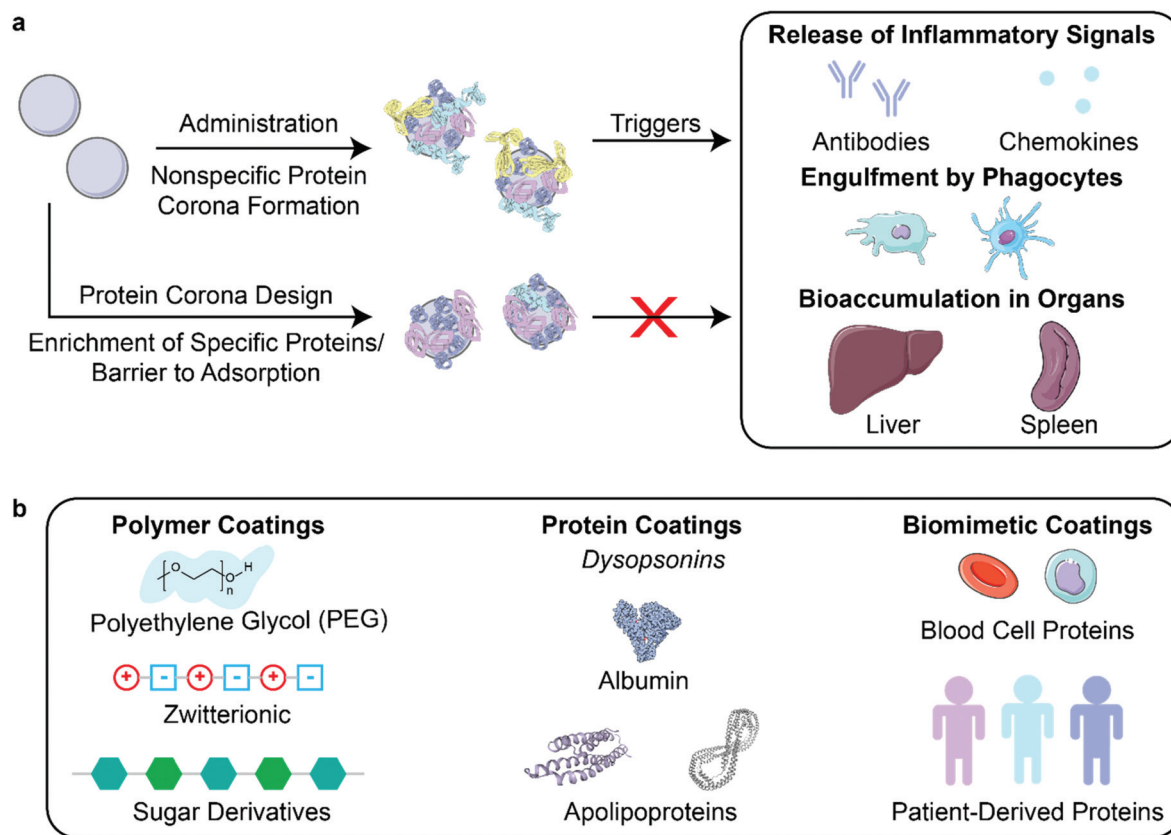 a
Administration
Nonspecific Protein
Corona Formation
Triggers
Release of Inflammatory Signals
Antibodies
Chemokines
Engulfment by Phagocytes
Protein Corona Design
Enrichment of Specific Proteins/
Barrier to Adsorption
X
Bioaccumulation in Organs
Liver
Spleen
b
Polymer Coatings
O
O
H
n
Polyethylene Glycol (PEG)
+ - + - + -
Zwitterionic
Sugar Derivatives
Protein Coatings
Dysopsonins
Albumin
Apolipoproteins
Biomimetic Coatings
Blood Cell Proteins
Patient-Derived Proteins